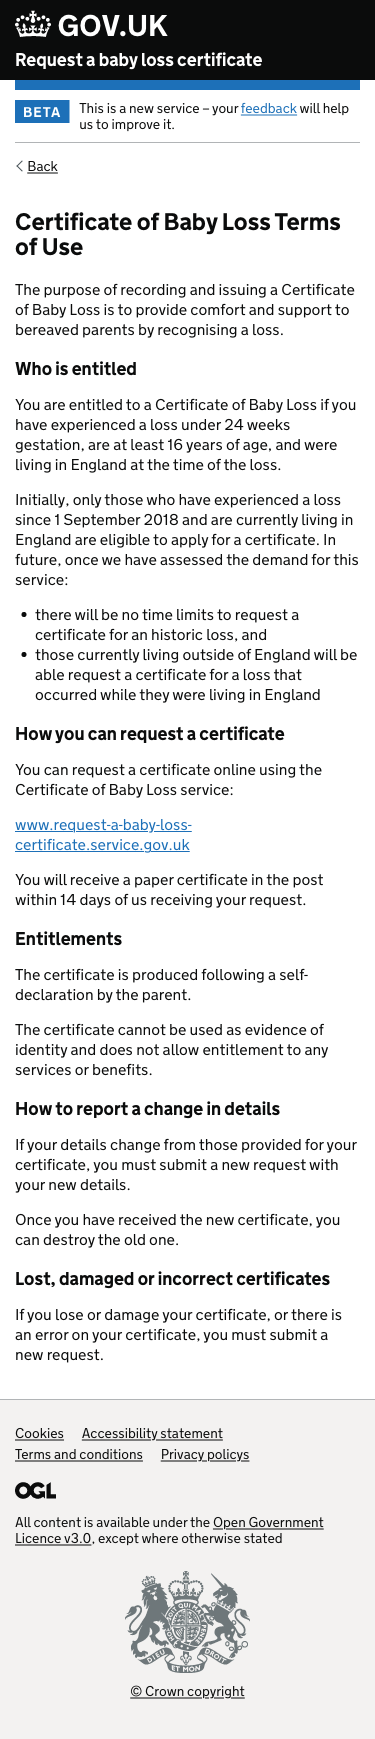 GOV.UK
Request a baby loss certificate
BETA
This is a new service – your feedback will help
us to improve it.
Back
Certificate of Baby Loss Terms
of Use
The purpose of recording and issuing a Certificate
of Baby Loss is to provide comfort and support to
bereaved parents by recognising a loss.
Who is entitled
You are entitled to a Certificate of Baby Loss if you
have experienced a loss under 24 weeks
gestation, are at least 16 years of age, and were
living in England at the time of the loss.
Initially, only those who have experienced a loss
since 1 September 2018 and are currently living in
England are eligible to apply for a certificate. In
future, once we have assessed the demand for this
service:
• there will be no time limits to request a
certificate for an historic loss, and
• those currently living outside of England will be
able request a certificate for a loss that
occurred while they were living in England
How you can request a certificate
You can request a certificate online using the
Certificate of Baby Loss service:
www.request-a-baby-loss-
certificate.service.gov.uk
You will receive a paper certificate in the post
within 14 days of us receiving your request.
Entitlements
The certificate is produced following a self-
declaration by the parent.
The certificate cannot be used as evidence of
identity and does not allow entitlement to any
services or benefits.
How to report a change in details
If your details change from those provided for your
certificate, you must submit a new request with
your new details.
Once you have received the new certificate, you
can destroy the old one.
Lost, damaged or incorrect certificates
If you lose or damage your certificate, or there is
an error on your certificate, you must submit a
new request.
Cookies Accessibility statement
Terms and conditions Privacy policys
OGL
All content is available under the Open Government
Licence v3.0, except where otherwise stated
DIEU ET MON DROIT
© Crown copyright